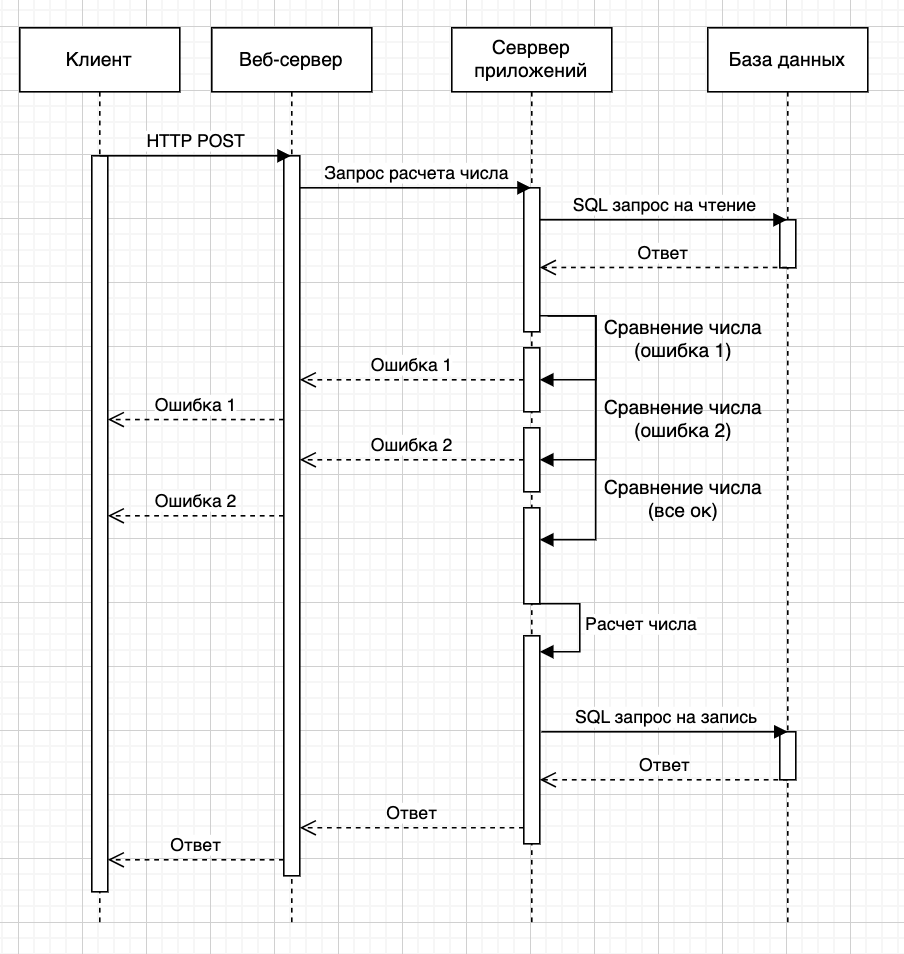 Клиент
Веб-сервер
Севрвер
приложений
База данных
HTTP POST
Запрос расчета числа
SQL запрос на чтение
Ответ
Сравнение числа
(ошибка 1)
Ошибка 1
Ошибка 1
Сравнение числа
(ошибка 2)
Ошибка 2
Ошибка 2
Сравнение числа
(все ок)
Расчет числа
SQL запрос на запись
Ответ
Ответ
Ответ